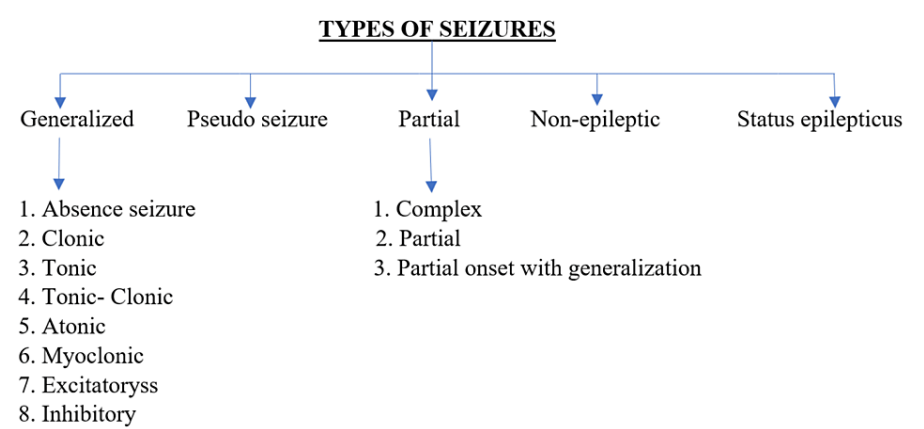 TYPES OF SEIZURES
Generalized Pseudo seizure Partial Non-epileptic Status epilepticus
1. Absence seizure
2. Clonic
3. Tonic
4. Tonic- Clonic
5. Atonic
6. Myoclonic
7. Excitatoryss
8. Inhibitory
1. Complex
2. Partial
3. Partial onset with generalization